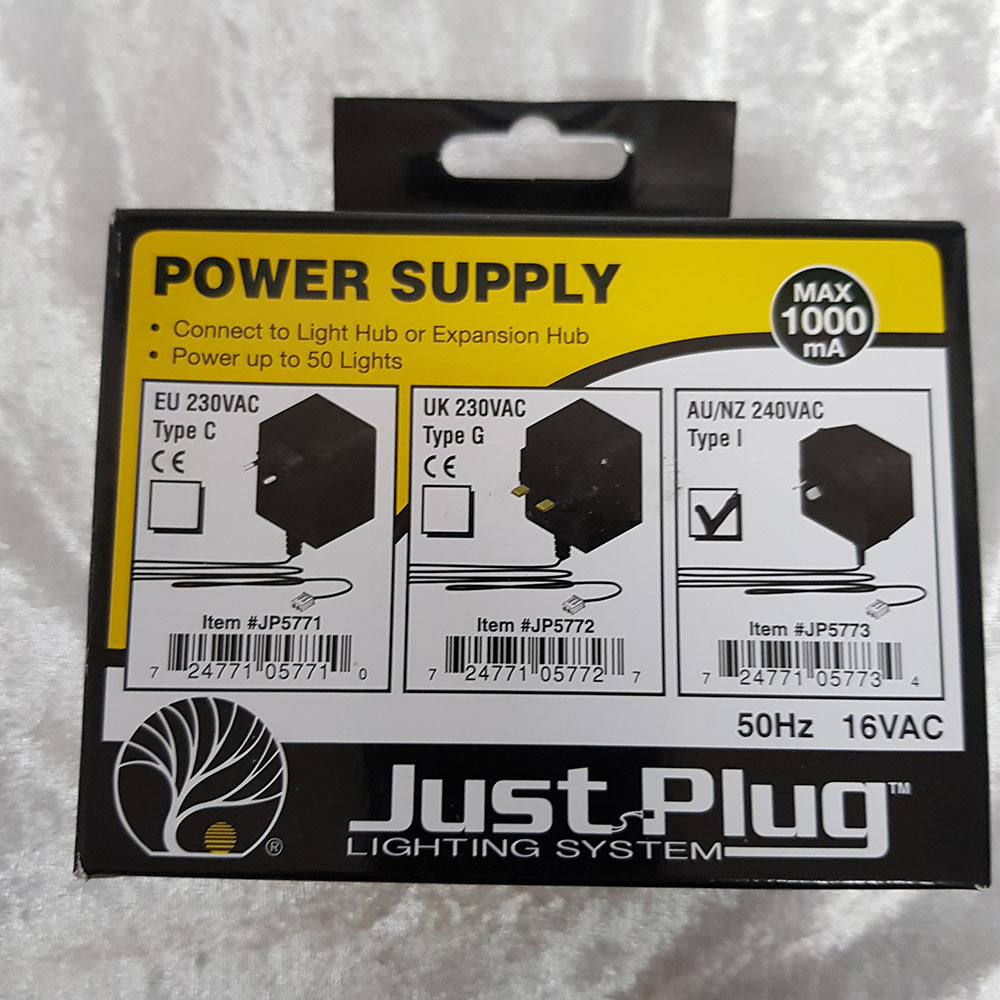 POWER SUPPLY
• Connect to Light Hub or Expansion Hub
• Power up to 50 Lights
MAX
1000
mA
EU 230VAC
Type C
CE
Item #JP5771
7 24771 05771 0
UK 230VAC
Type G
CE
Item #JP5772
7 24771 05772 7
AU/NZ 240VAC
Type I
Item #JP5773
7 24771 05773 4
50Hz 16VAC
®
Just Plug™
LIGHTING SYSTEM